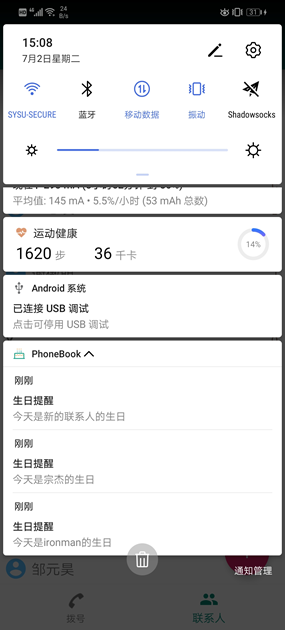 HD 4G 24 B/s 31
15:08
7月2日星期二
SYSU-SECURE 蓝牙 移动数据 振动 Shadowsocks
平均值: 145 mA • 5.5%/小时 (53 mAh 总数)
运动健康
1620 步 36 千卡 14%
Android 系统
已连接 USB 调试
点击可停用 USB 调试
PhoneBook
刚刚
生日提醒
今天是新的联系人的生日
刚刚
生日提醒
今天是宗杰的生日
刚刚
生日提醒
今天是ironman的生日
邹元昊
通知管理
拨号 联系人